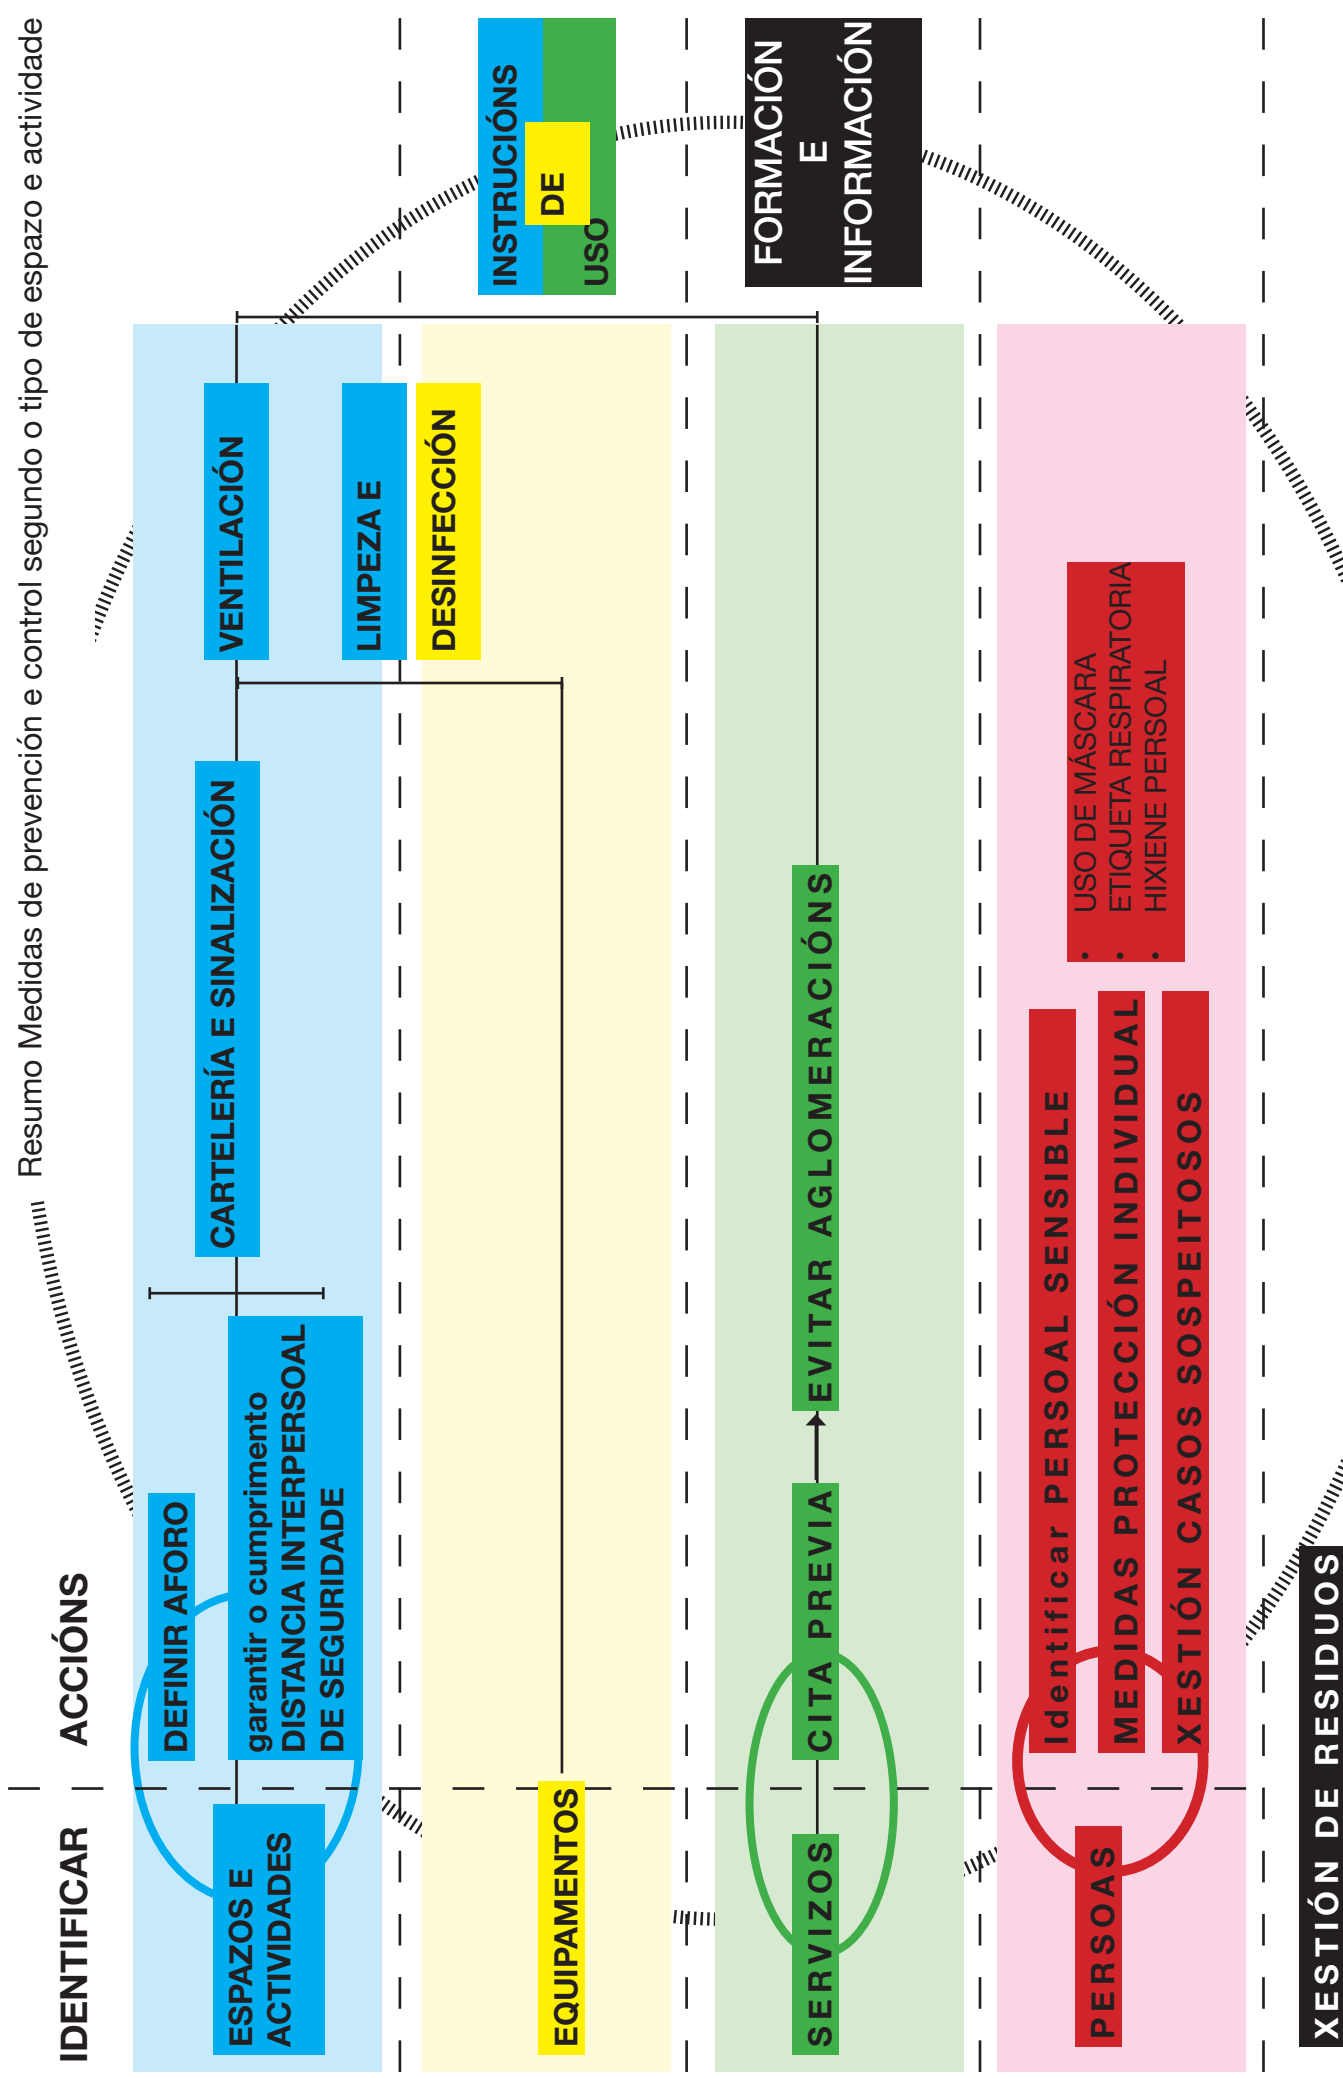 Resumo Medidas de prevención e control segundo o tipo de espazo e actividade
IDENTIFICAR
ACCIÓNS
ESPAZOS E
ACTIVIDADES
DEFINIR AFORO
garantir o cumprimento
DISTANCIA INTERPERSOAL
DE SEGURIDADE
CARTELERÍA E SINALIZACIÓN
VENTILACIÓN
LIMPEZA E
DESINFECCIÓN
INSTRUCIÓNS
DE
USO
EQUIPAMENTOS
SERVIZOS
CITA PREVIA
EVITAR AGLOMERACIÓNS
FORMACIÓN
E
INFORMACIÓN
PERSOAS
Identificar PERSOAL SENSIBLE
MEDIDAS PROTECCIÓN INDIVIDUAL
XESTIÓN CASOS SOSPEITOSOS
• USO DE MÁSCARA
• ETIQUETA RESPIRATORIA
• HIXIENE PERSOAL
XESTIÓN DE RESIDUOS